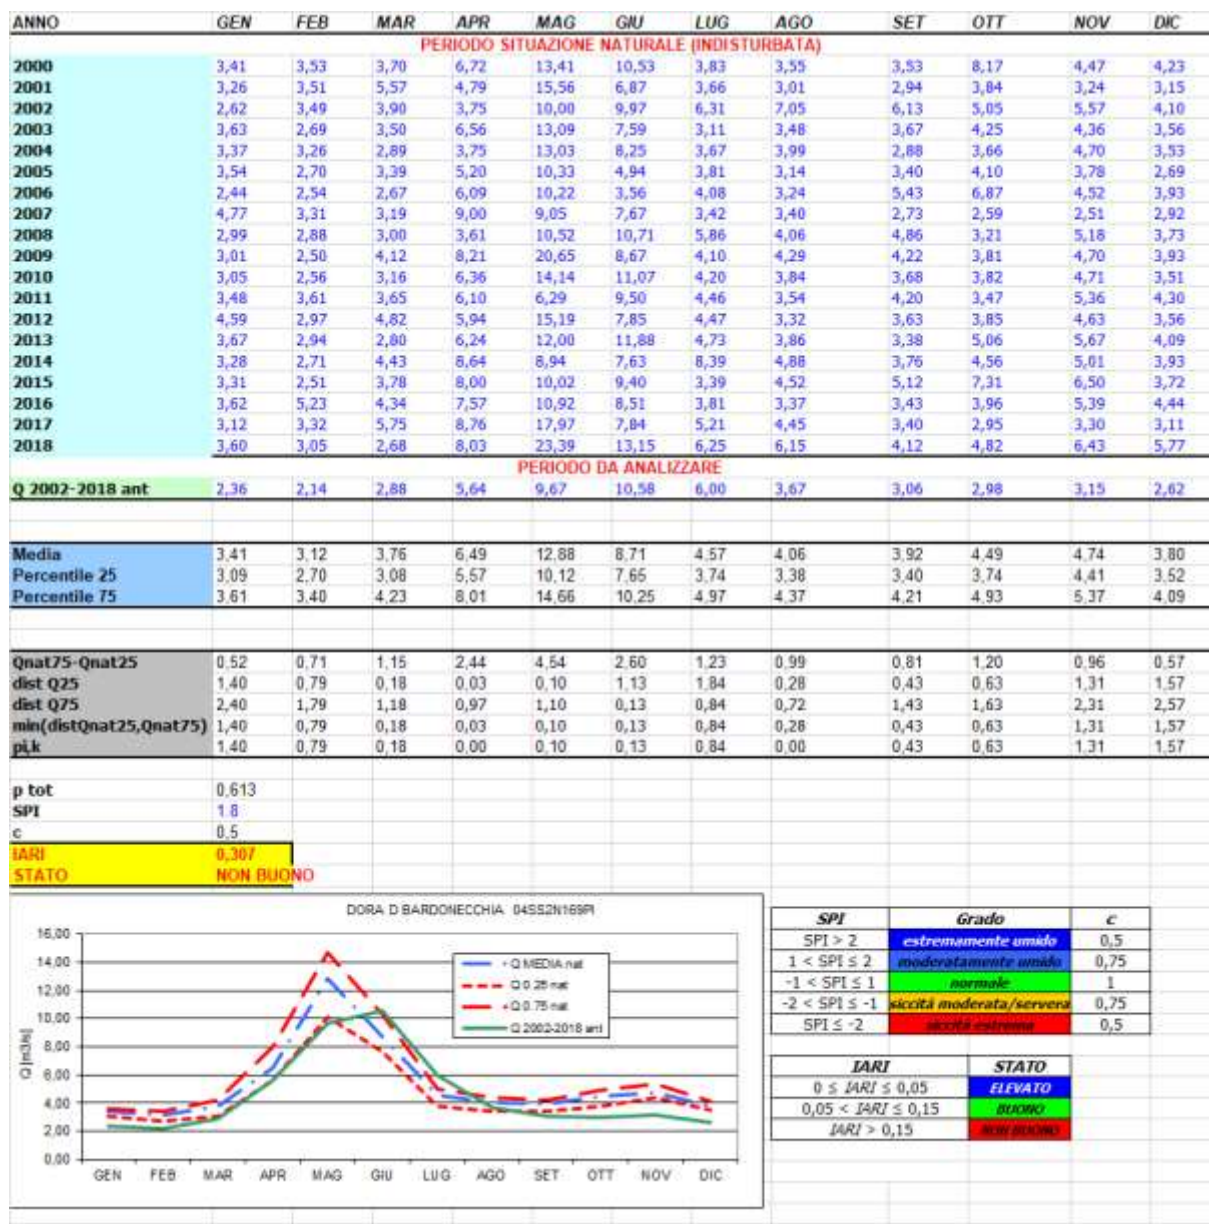 ANNO GEN FEB MAR APR MAG GIU LUG AGO SET OTT NOV DIC
PERIODO SITUAZIONE NATURALE (INDISTURBATA)
2000 3,41 3,53 3,70 6,72 13,41 10,53 3,83 3,55 3,53 8,17 4,47 4,23
2001 3,26 3,51 5,57 4,79 15,56 6,87 3,66 3,01 2,94 3,84 3,24 3,15
2002 2,62 3,49 3,90 3,75 10,00 9,97 6,31 7,05 6,13 5,05 5,57 4,10
2003 3,63 2,69 3,50 6,56 13,09 7,59 3,11 3,48 3,67 4,25 4,36 3,56
2004 3,37 3,26 2,89 3,75 13,03 8,25 3,67 3,99 2,88 3,66 4,70 3,53
2005 3,54 2,70 3,39 5,20 10,33 4,94 3,81 3,14 3,40 4,10 3,78 2,69
2006 2,44 2,54 2,67 6,09 10,22 3,56 4,08 3,24 5,43 6,87 4,52 3,93
2007 4,77 3,31 3,19 9,00 9,05 7,67 3,42 3,40 2,73 2,59 2,51 2,92
2008 2,99 2,88 3,00 3,61 10,52 10,71 5,86 4,06 4,86 3,21 5,18 3,73
2009 3,01 2,50 4,12 8,21 20,65 8,67 4,10 4,29 4,22 3,81 4,70 3,93
2010 3,05 2,56 3,16 6,36 14,14 11,07 4,20 3,84 3,68 3,82 4,71 3,51
2011 3,48 3,61 3,65 6,10 6,29 9,50 4,46 3,54 4,20 3,47 5,36 4,30
2012 4,59 2,97 4,82 5,94 15,19 7,85 4,47 3,32 3,63 3,85 4,63 3,56
2013 3,67 2,94 2,80 6,24 12,00 11,88 4,73 3,86 3,38 5,06 5,67 4,09
2014 3,28 2,71 4,43 8,64 8,94 7,63 8,39 4,88 3,76 4,56 5,01 3,93
2015 3,31 2,51 3,78 8,00 10,02 9,40 3,39 4,52 5,12 7,31 6,50 3,72
2016 3,62 5,23 4,34 7,57 10,92 8,51 3,81 3,37 3,43 3,96 5,39 4,44
2017 3,12 3,32 5,75 8,76 17,97 7,84 5,21 4,45 3,40 2,95 3,30 3,11
2018 3,60 3,05 2,68 8,03 23,39 13,15 6,25 6,15 4,12 4,82 6,43 5,77
PERIODO DA ANALIZZARE
Q 2002-2018 ant 2,36 2,14 2,88 5,64 9,67 10,58 6,00 3,67 3,06 2,98 3,15 2,62
Media 3,41 3,12 3,76 6,49 12,88 8,71 4,57 4,06 3,92 4,49 4,74 3,80
Percentile 25 3,09 2,70 3,08 5,57 10,12 7,65 3,74 3,38 3,40 3,74 4,41 3,52
Percentile 75 3,61 3,40 4,23 8,01 14,66 10,25 4,97 4,37 4,21 4,93 5,37 4,09
Qnat75-Qnat25 0,52 0,71 1,15 2,44 4,54 2,60 1,23 0,99 0,81 1,20 0,96 0,57
dist Q25 1,40 0,79 0,18 0,03 0,10 1,13 1,84 0,28 0,43 0,63 1,31 1,57
dist Q75 2,40 1,79 1,18 0,97 1,10 0,13 0,84 0,72 1,43 1,63 2,31 2,57
min(distQnat25,Qnat75) 1,40 0,79 0,18 0,03 0,10 0,13 0,84 0,28 0,43 0,63 1,31 1,57
pi,k 1,40 0,79 0,18 0,00 0,10 0,13 0,84 0,00 0,43 0,63 1,31 1,57
p tot 0,613
SPI 1.8
c 0,5
IARI 0,307
STATO NON BUONO
DORA D BARDONECCHIA 04SS2N169PI
16,00
14,00
12,00
10,00
8,00
6,00
4,00
2,00
0,00
Q [m3/s]
Q MEDIA nat
Q 0.25 nat
Q 0.75 nat
Q 2002-2018 ant
GEN FEB MAR APR MAG GIU LUG AGO SET OTT NOV DIC
SPI Grado c
SPI > 2 estremamente umido 0,5
1 < SPI ≤ 2 moderatamente umido 0,75
-1 < SPI ≤ 1 normale 1
-2 < SPI ≤ -1 siccità moderata/servera 0,75
SPI ≤ -2 siccità estrema 0,5
IARI STATO
0 ≤ IARI ≤ 0,05 ELEVATO
0,05 < IARI ≤ 0,15 BUONO
IARI > 0,15 NON BUONO